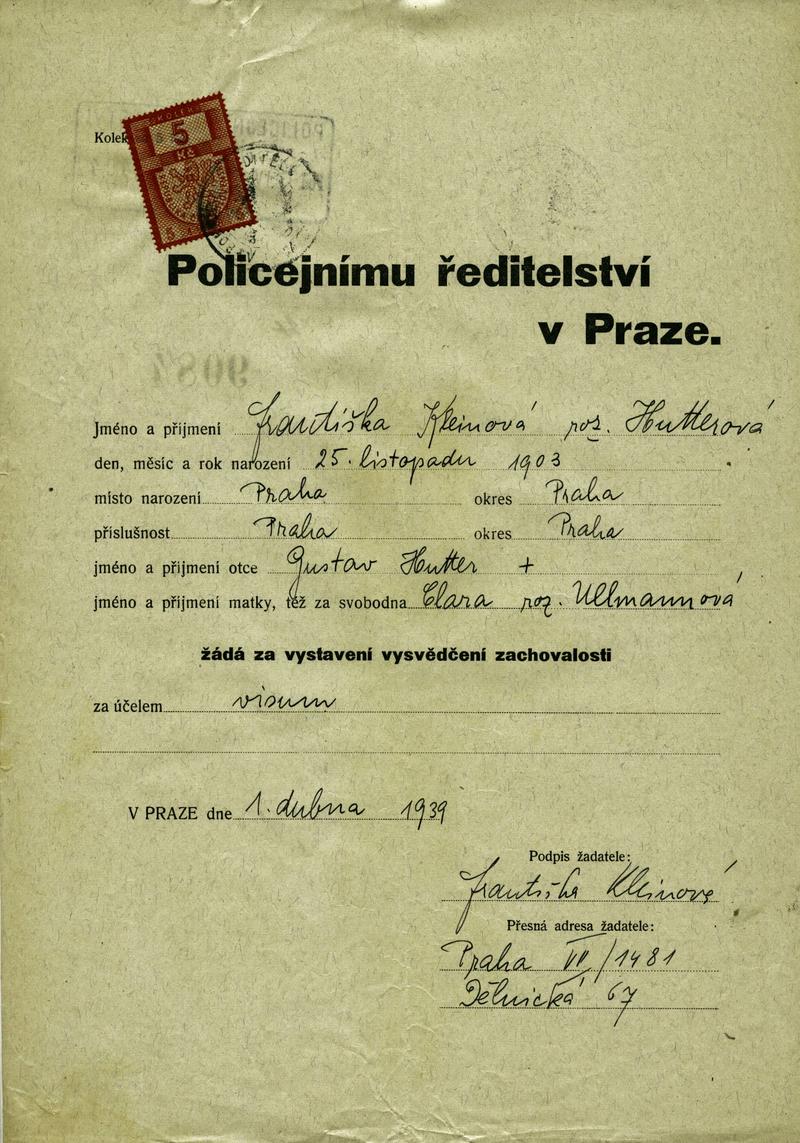 Kolek
KOLEK
5
Kč
Policejnímu ředitelství
v Praze.
Jméno a příjmení Františka Kleinová roz. Hutterová
den, měsíc a rok narození 25. listopadu 1903
místo narození Praha okres Praha
příslušnost Praha okres Praha
jméno a příjmení otce Gustav Hutter +
jméno a příjmení matky, též za svobodna Clara roz. Ullmannová
žádá za vystavení vysvědčení zachovalosti
za účelem visum
V PRAZE dne 1. dubna 1939
Podpis žadatele:
Františka Kleinová
Přesná adresa žadatele:
Praha VII/1481
Dělnická 67